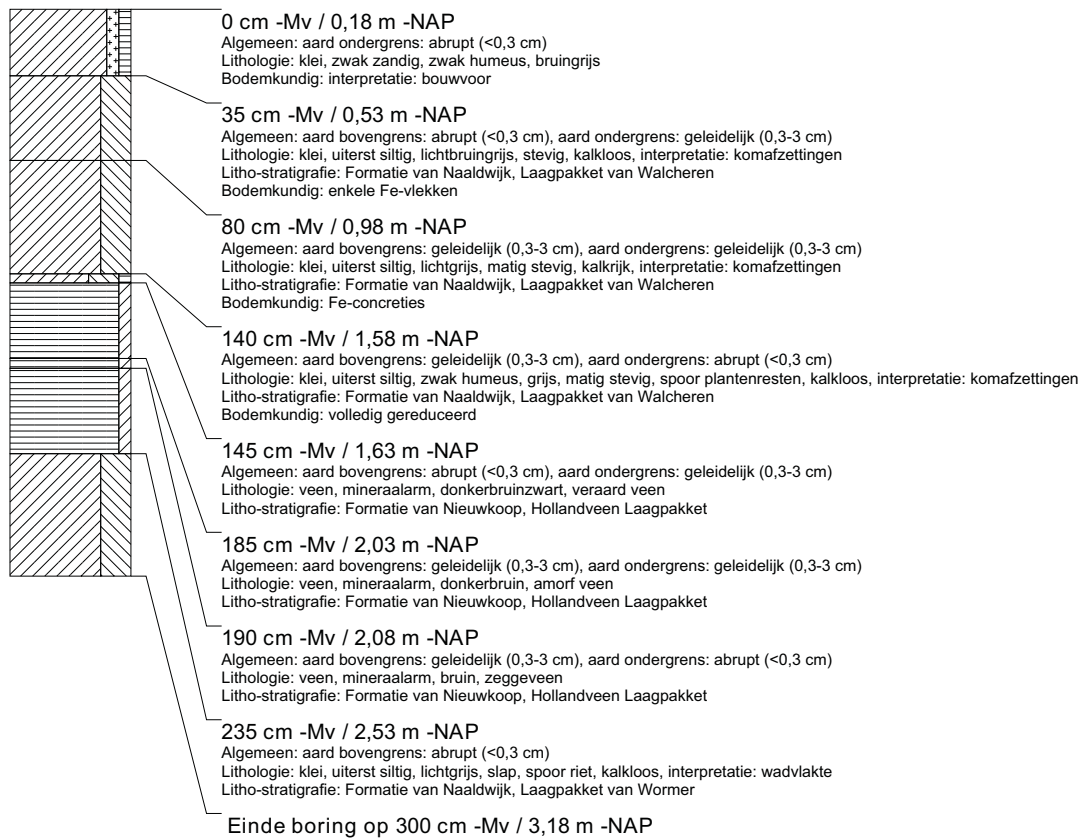 0 cm -Mv / 0,18 m -NAP
Algemeen: aard ondergrens: abrupt (<0,3 cm)
Lithologie: klei, zwak zandig, zwak humeus, bruingrijs
Bodemkundig: interpretatie: bouwvoor
35 cm -Mv / 0,53 m -NAP
Algemeen: aard bovengrens: abrupt (<0,3 cm), aard ondergrens: geleidelijk (0,3-3 cm)
Lithologie: klei, uiterst siltig, lichtbruingrijs, stevig, kalkloos, interpretatie: komafzettingen
Litho-stratigrafie: Formatie van Naaldwijk, Laagpakket van Walcheren
Bodemkundig: enkele Fe-vlekken
80 cm -Mv / 0,98 m -NAP
Algemeen: aard bovengrens: geleidelijk (0,3-3 cm), aard ondergrens: geleidelijk (0,3-3 cm)
Lithologie: klei, uiterst siltig, lichtgrijs, matig stevig, kalkrijk, interpretatie: komafzettingen
Litho-stratigrafie: Formatie van Naaldwijk, Laagpakket van Walcheren
Bodemkundig: Fe-concreties
140 cm -Mv / 1,58 m -NAP
Algemeen: aard bovengrens: geleidelijk (0,3-3 cm), aard ondergrens: abrupt (<0,3 cm)
Lithologie: klei, uiterst siltig, zwak humeus, grijs, matig stevig, spoor plantenresten, kalkloos, interpretatie: komafzettingen
Litho-stratigrafie: Formatie van Naaldwijk, Laagpakket van Walcheren
Bodemkundig: volledig gereduceerd
145 cm -Mv / 1,63 m -NAP
Algemeen: aard bovengrens: abrupt (<0,3 cm), aard ondergrens: geleidelijk (0,3-3 cm)
Lithologie: veen, mineraalarm, donkerbruinzwart, veraard veen
Litho-stratigrafie: Formatie van Nieuwkoop, Hollandveen Laagpakket
185 cm -Mv / 2,03 m -NAP
Algemeen: aard bovengrens: geleidelijk (0,3-3 cm), aard ondergrens: geleidelijk (0,3-3 cm)
Lithologie: veen, mineraalarm, donkerbruin, amorf veen
Litho-stratigrafie: Formatie van Nieuwkoop, Hollandveen Laagpakket
190 cm -Mv / 2,08 m -NAP
Algemeen: aard bovengrens: geleidelijk (0,3-3 cm), aard ondergrens: abrupt (<0,3 cm)
Lithologie: veen, mineraalarm, bruin, zeggeveen
Litho-stratigrafie: Formatie van Nieuwkoop, Hollandveen Laagpakket
235 cm -Mv / 2,53 m -NAP
Algemeen: aard bovengrens: abrupt (<0,3 cm)
Lithologie: klei, uiterst siltig, lichtgrijs, slap, spoor riet, kalkloos, interpretatie: wadvlakte
Litho-stratigrafie: Formatie van Naaldwijk, Laagpakket van Wormer
Einde boring op 300 cm -Mv / 3,18 m -NAP